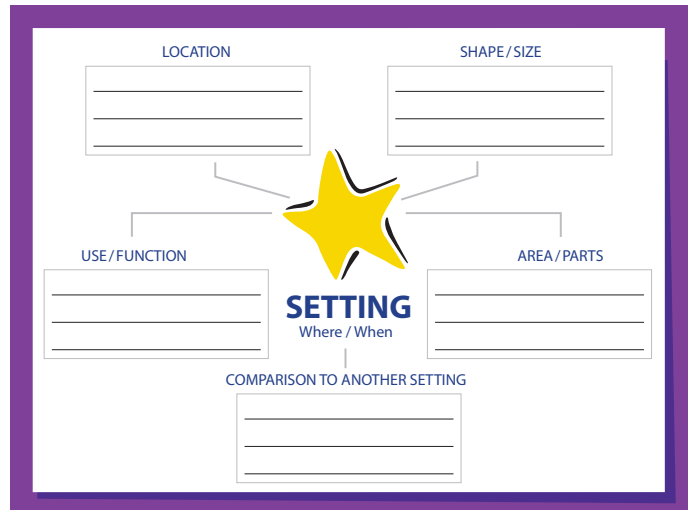 LOCATION
SHAPE/SIZE
USE/FUNCTION
AREA/PARTS
SETTING
Where / When
COMPARISON TO ANOTHER SETTING